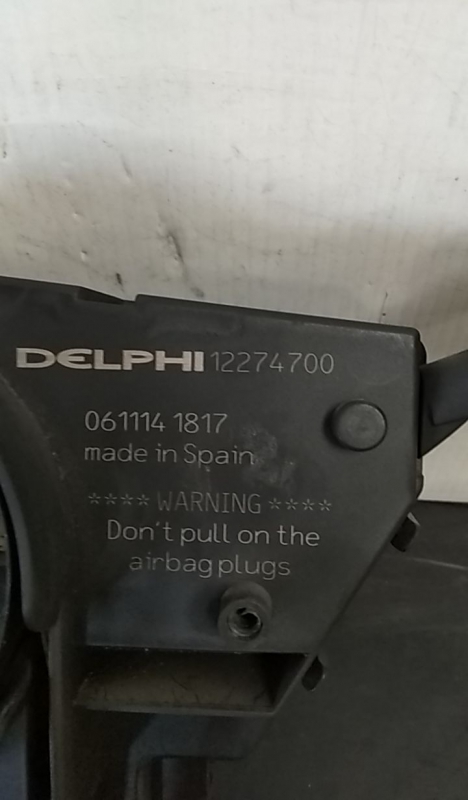 DELPHI 12274700
061114 1817
made in Spain
**** WARNING ****
Don't pull on the
airbag plugs